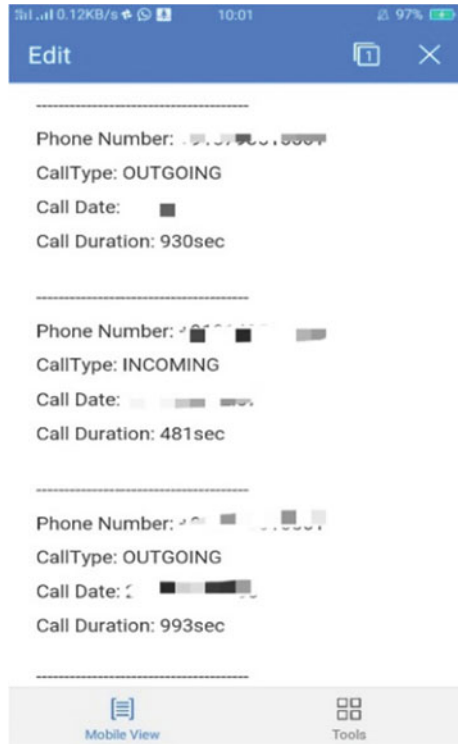 0.12KB/s 10:01 97%
Edit 1
------------------------------------
Phone Number:
CallType: OUTGOING
Call Date:
Call Duration: 930sec
------------------------------------
Phone Number:
CallType: INCOMING
Call Date:
Call Duration: 481sec
------------------------------------
Phone Number:
CallType: OUTGOING
Call Date:
Call Duration: 993sec
------------------------------------
Mobile View Tools